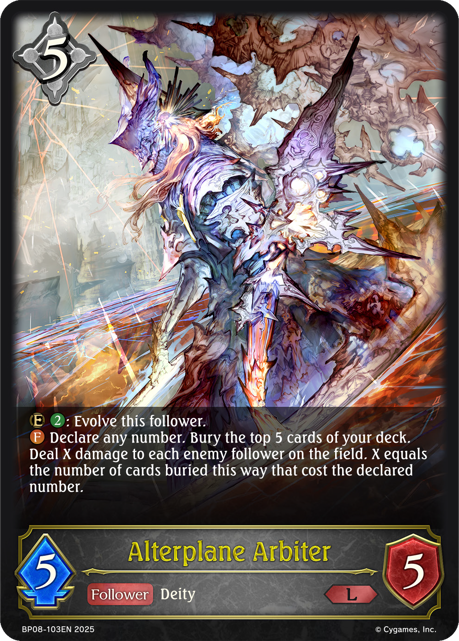 5
E 2: Evolve this follower.
F Declare any number. Bury the top 5 cards of your deck.
Deal X damage to each enemy follower on the field. X equals
the number of cards buried this way that cost the declared
number.
Alterplane Arbiter
5
Follower Deity L
5
BP08-103EN 2025 © Cygames, Inc.